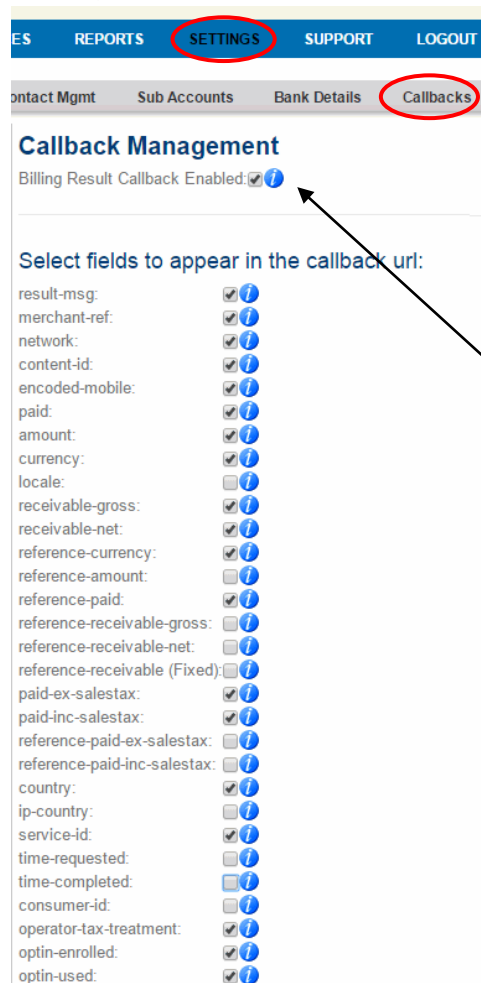 ES REPORTS SETTINGS SUPPORT LOGOUT
ontact Mgmt Sub Accounts Bank Details Callbacks
Callback Management
Billing Result Callback Enabled:
Select fields to appear in the callback url:
result-msg:
merchant-ref:
network:
content-id:
encoded-mobile:
paid:
amount:
currency:
locale:
receivable-gross:
receivable-net:
reference-currency:
reference-amount:
reference-paid:
reference-receivable-gross:
reference-receivable-net:
reference-receivable (Fixed):
paid-ex-salestax:
paid-inc-salestax:
reference-paid-ex-salestax:
reference-paid-inc-salestax:
country:
ip-country:
service-id:
time-requested:
time-completed:
consumer-id:
operator-tax-treatment:
optin-enrolled:
optin-used: